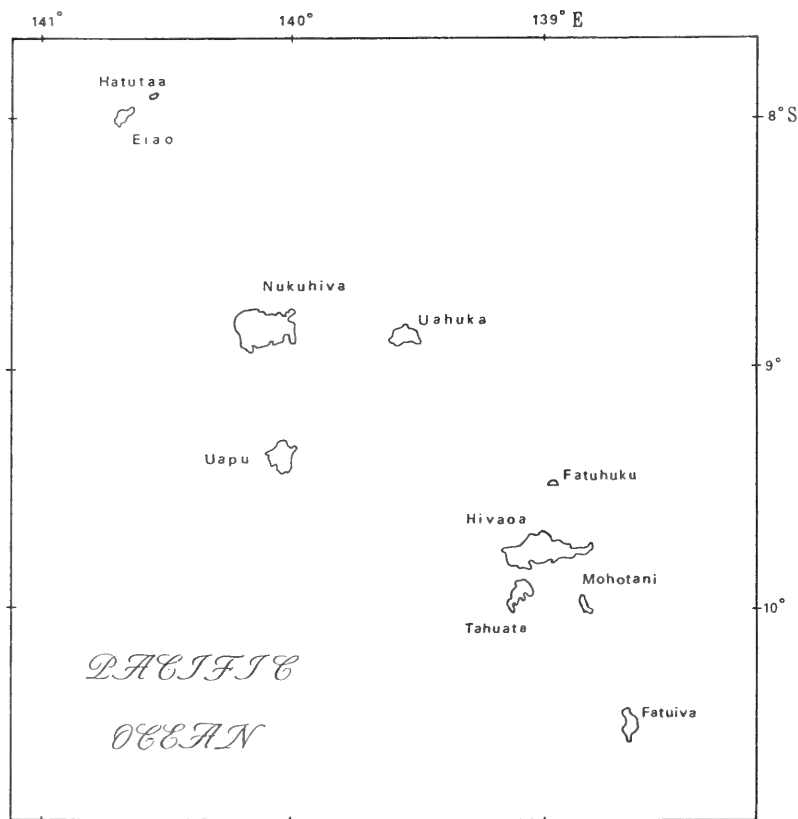 141° 140° 139° E
Hatutaa
8°S
Eiao
Nukuhiva
Uahuka
9°
Uapu
Fatuhuku
Hivaoa
Mohotani
10°
Tahuata
PACIFIC
Fatuiva
OCEAN